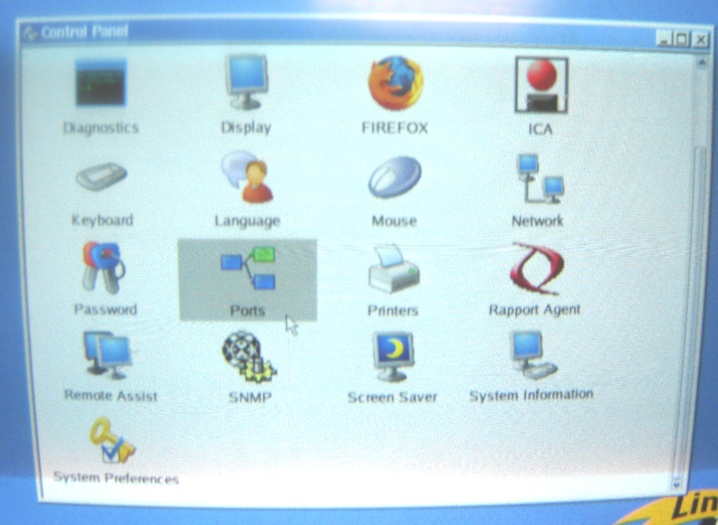 Control Panel
Diagnostics
Display
FIREFOX
ICA
Keyboard
Language
Mouse
Network
Password
Ports
Printers
Rapport Agent
Remote Assist
SNMP
Screen Saver
System Information
System Preferences
Lin